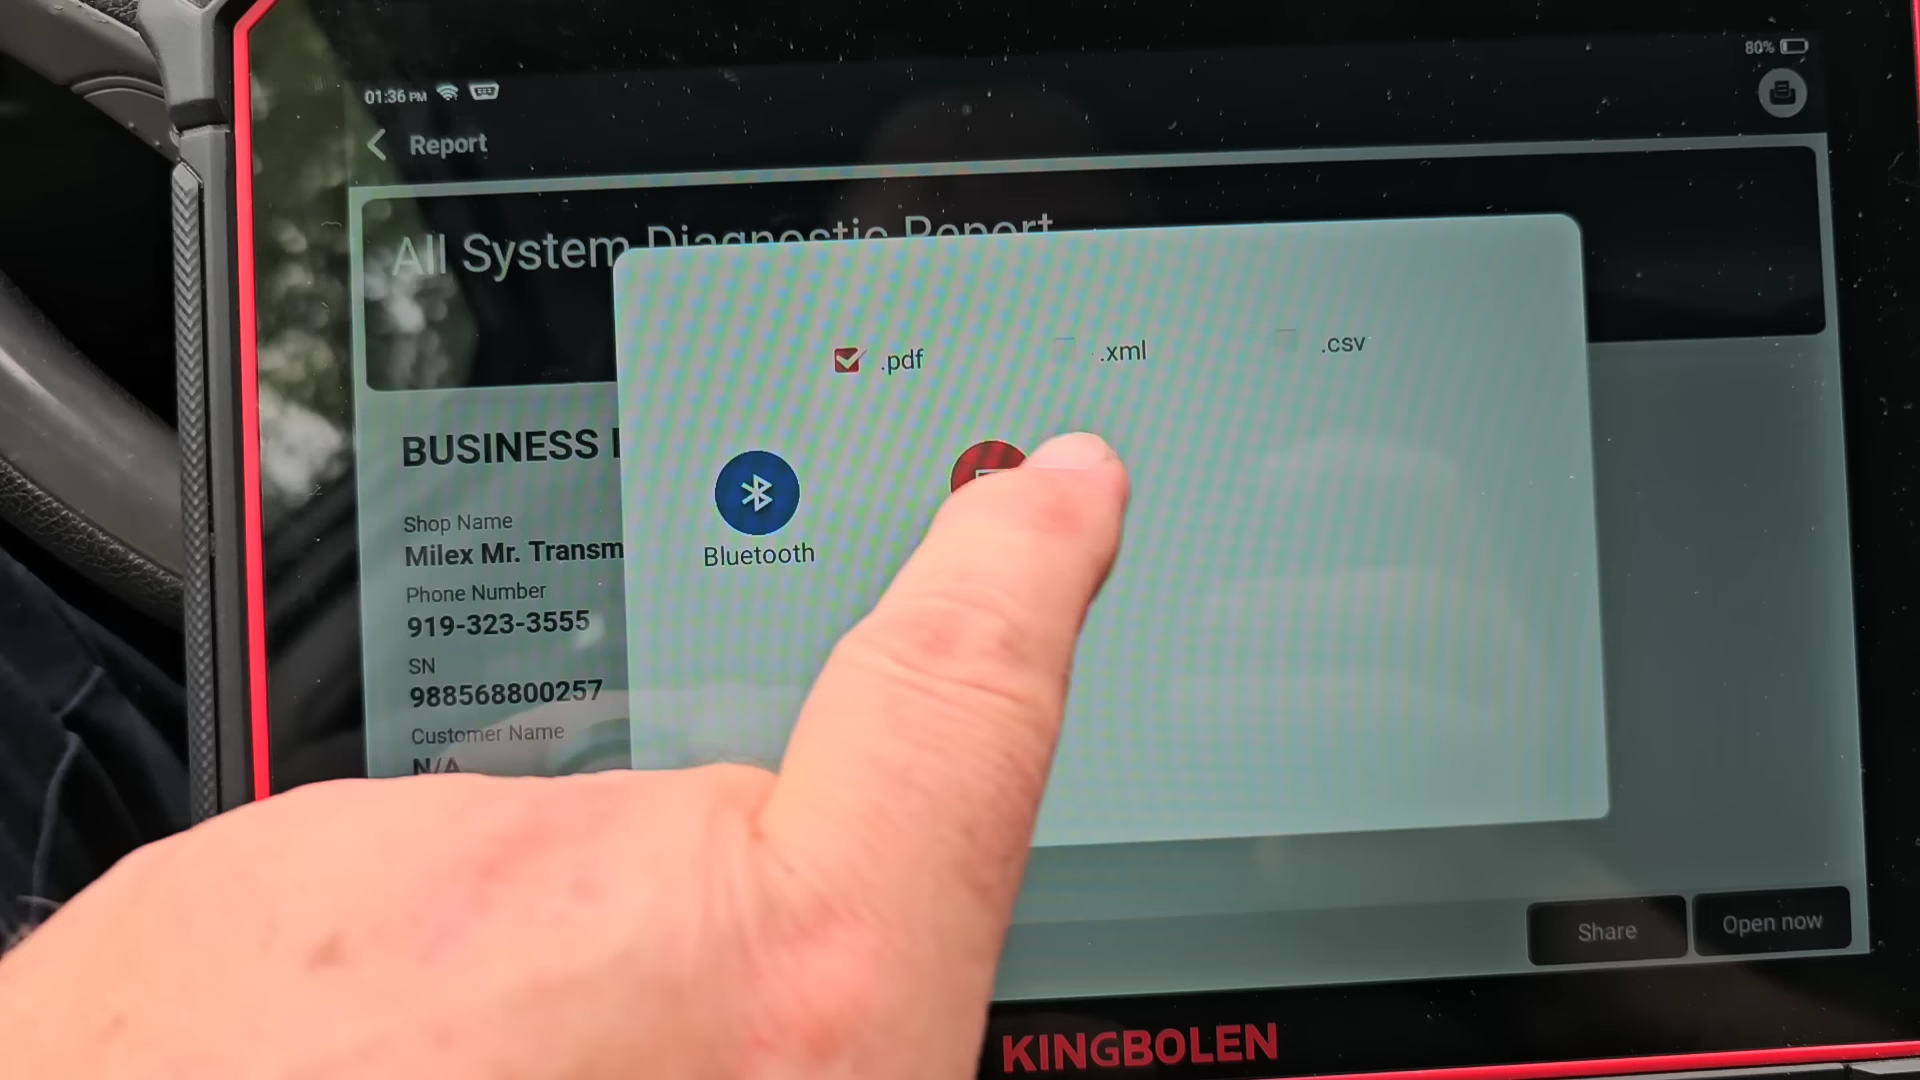 80%
01:36 PM
Report
All System Diagnostic Report
.pdf
.xml
.csv
BUSINESS
Bluetooth
Shop Name
Milex Mr. Transm
Phone Number
919-323-3555
SN
988568800257
Customer Name
N/A
Share
Open now
KINGBOLEN